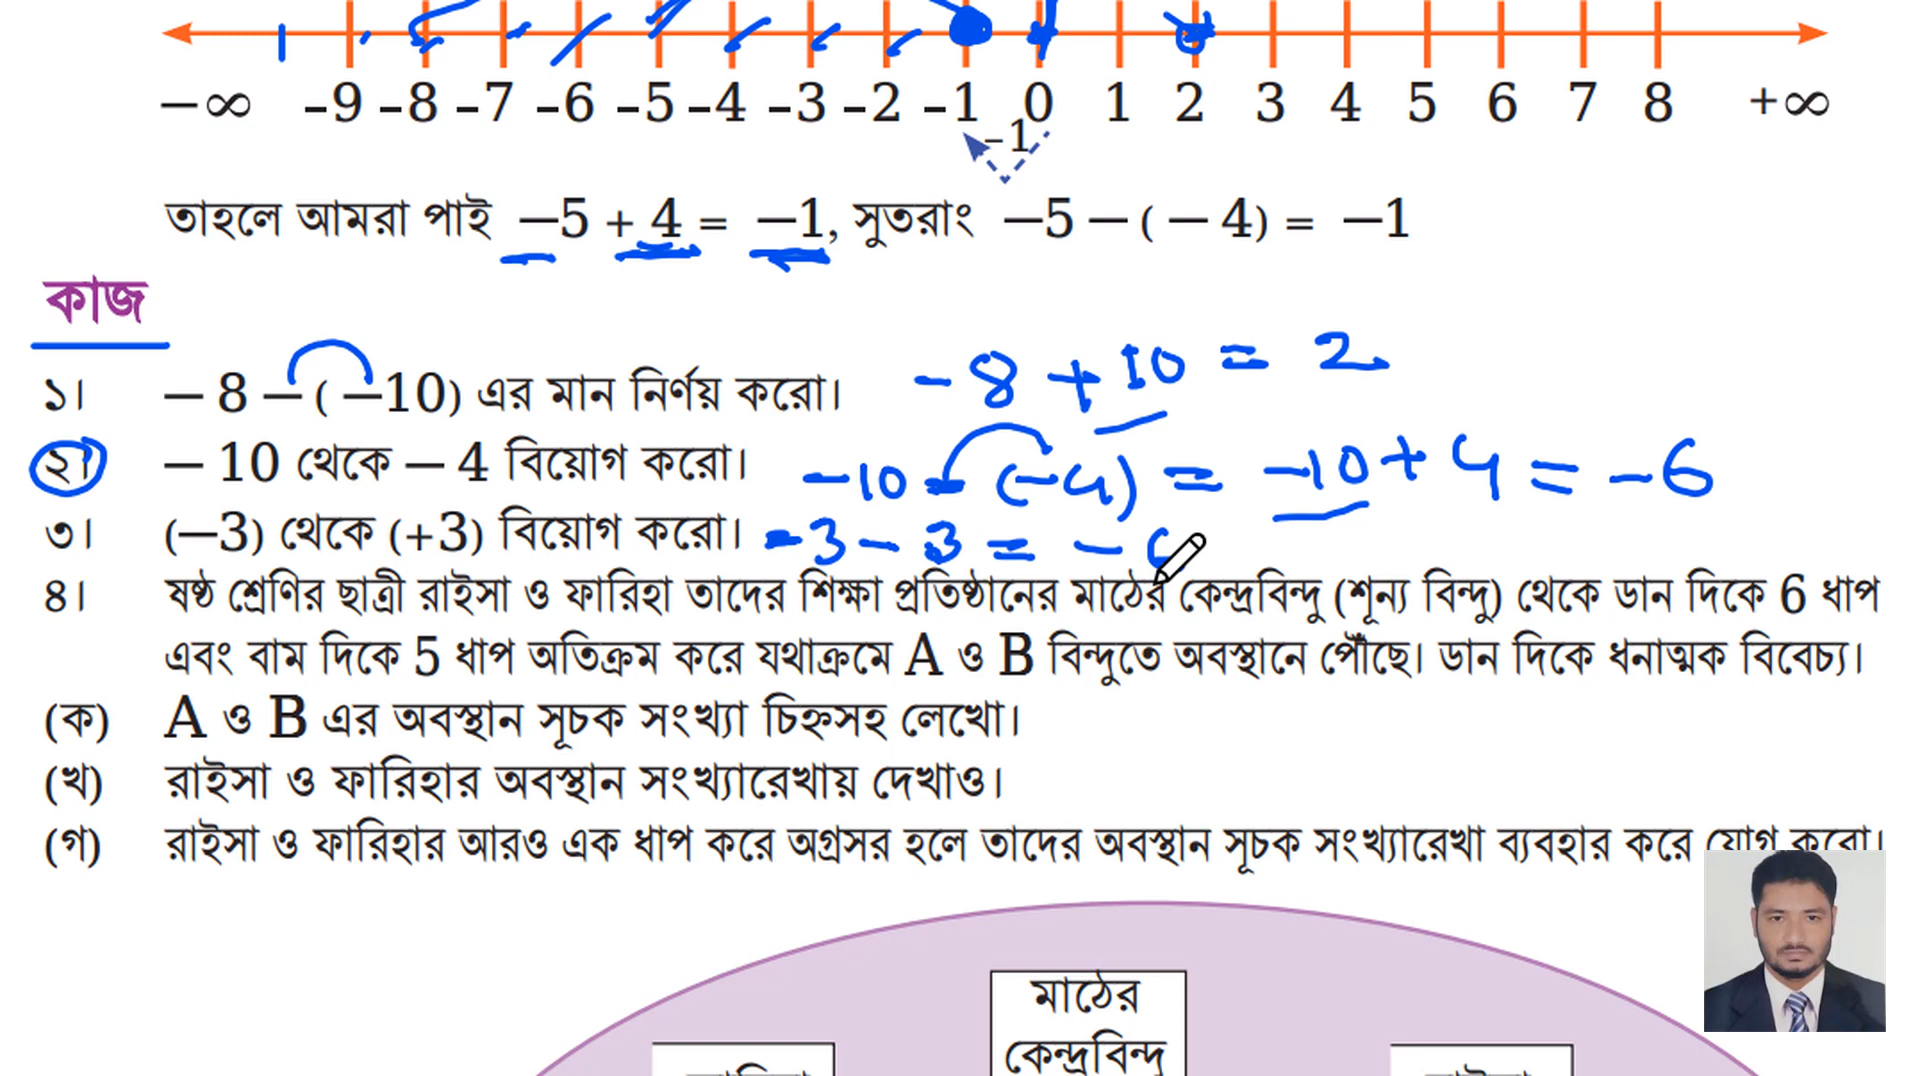 −∞ –9 –8 –7 –6 –5 –4 –3 –2 –1 0 1 2 3 4 5 6 7 8 +∞
–1
তাহলে আমরা পাই −5 + 4 = −1, সুতরাং −5 − ( − 4) = −1
কাজ
১। − 8 − ( −10) এর মান নির্ণয় করো। -8 + 10 = 2
২। − 10 থেকে − 4 বিয়োগ করো। -10 - (-4) = -10 + 4 = -6
৩। (−3) থেকে (+3) বিয়োগ করো। -3 - 3 = - 6
৪। ষষ্ঠ শ্রেণির ছাত্রী রাইসা ও ফারিহা তাদের শিক্ষা প্রতিষ্ঠানের মাঠের কেন্দ্রবিন্দু (শূন্য বিন্দু) থেকে ডান দিকে 6 ধাপ
এবং বাম দিকে 5 ধাপ অতিক্রম করে যথাক্রমে A ও B বিন্দুতে অবস্থানে পৌঁছে। ডান দিকে ধনাত্মক বিবেচ্য।
(ক) A ও B এর অবস্থান সূচক সংখ্যা চিহ্নসহ লেখো।
(খ) রাইসা ও ফারিহার অবস্থান সংখ্যারেখায় দেখাও।
(গ) রাইসা ও ফারিহার আরও এক ধাপ করে অগ্রসর হলে তাদের অবস্থান সূচক সংখ্যারেখা ব্যবহার করে যোগ করো।
মাঠের
কেন্দ্রবিন্দু